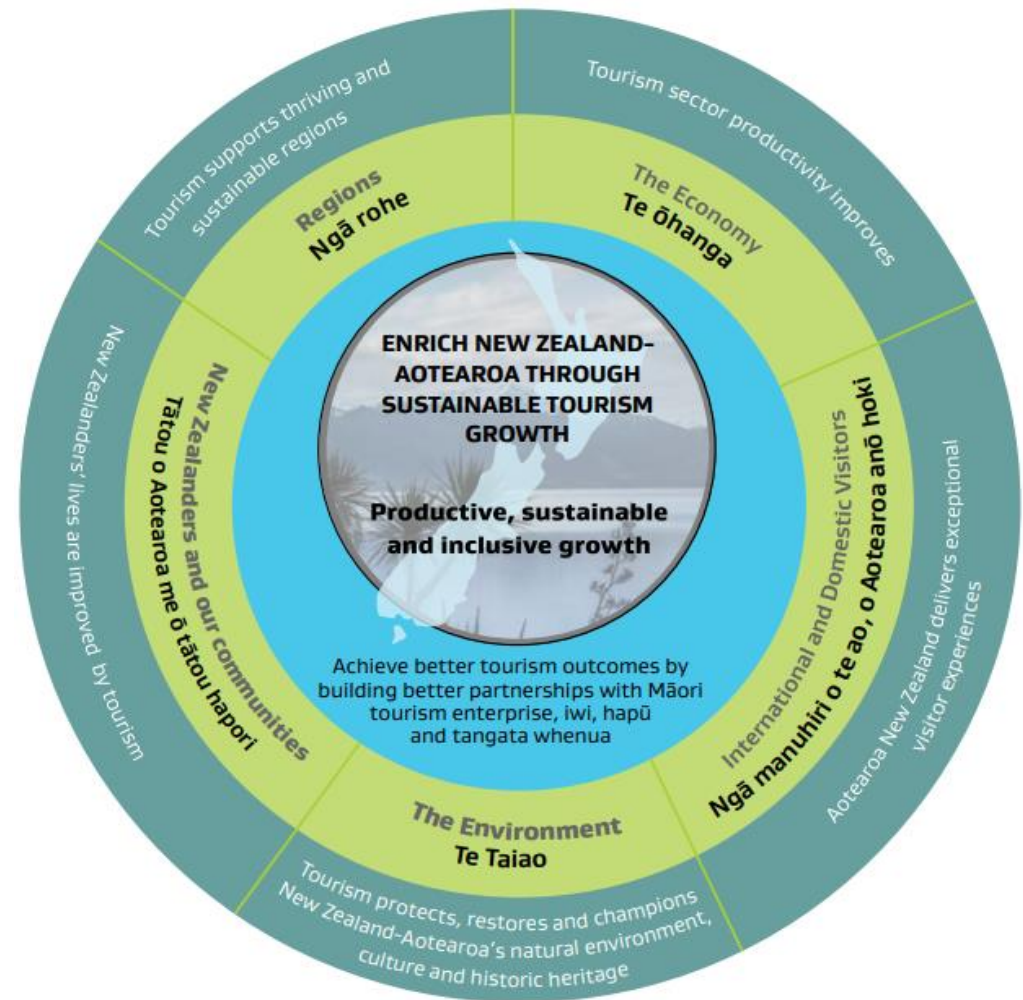 ENRICH NEW ZEALAND–
AOTEAROA THROUGH
SUSTAINABLE TOURISM
GROWTH
Productive, sustainable
and inclusive growth
Achieve better tourism outcomes by
building better partnerships with Māori
tourism enterprise, iwi, hapū
and tangata whenua
The Economy
Te ōhanga
Tourism sector productivity improves
International and Domestic Visitors
Ngā manuhiri o te ao, o Aotearoa anō hoki
Aotearoa New Zealand delivers exceptional
visitor experiences
The Environment
Te Taiao
Tourism protects, restores and champions
New Zealand-Aotearoa's natural environment,
culture and historic heritage
New Zealanders and our communities
Tātou o Aotearoa me ō tātou hapori
New Zealanders' lives are improved by tourism
Regions
Ngā rohe
Tourism supports thriving and
sustainable regions